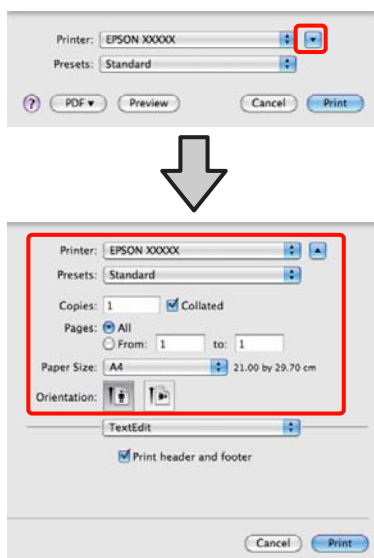 Printer: EPSON XXXXX
Presets: Standard
? PDF ▾ Preview Cancel Print
Printer: EPSON XXXXX
Presets: Standard
Copies: 1 Collated
Pages: All
From: 1 to: 1
Paper Size: A4 21.00 by 29.70 cm
Orientation:
TextEdit
Print header and footer
Cancel Print